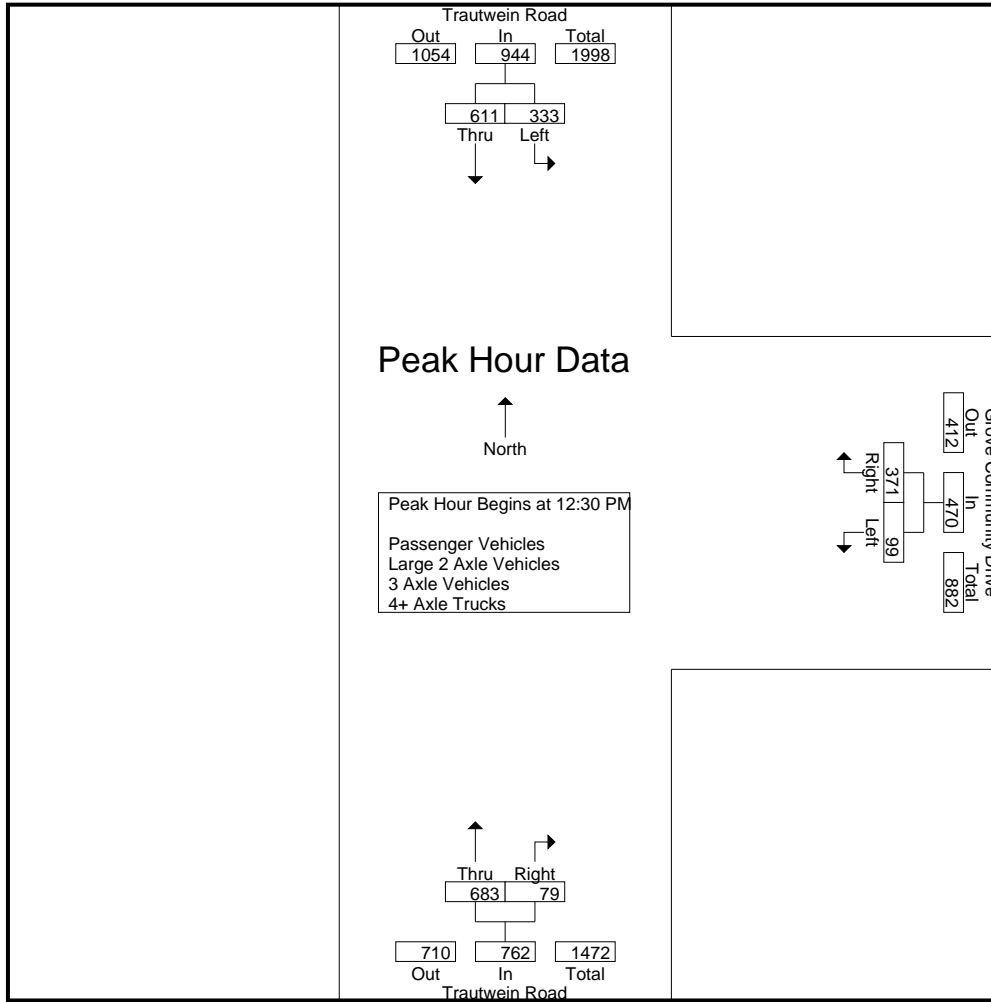 Trautwein Road
Out In Total
1054 944 1998
611 333
Thru Left
Peak Hour Data
North
Peak Hour Begins at 12:30 PM
Passenger Vehicles
Large 2 Axle Vehicles
3 Axle Vehicles
4+ Axle Trucks
Grove Community Drive
Out In Total
412 470 882
371 99
Right Left
Thru Right
683 79
710 762 1472
Out In Total
Trautwein Road